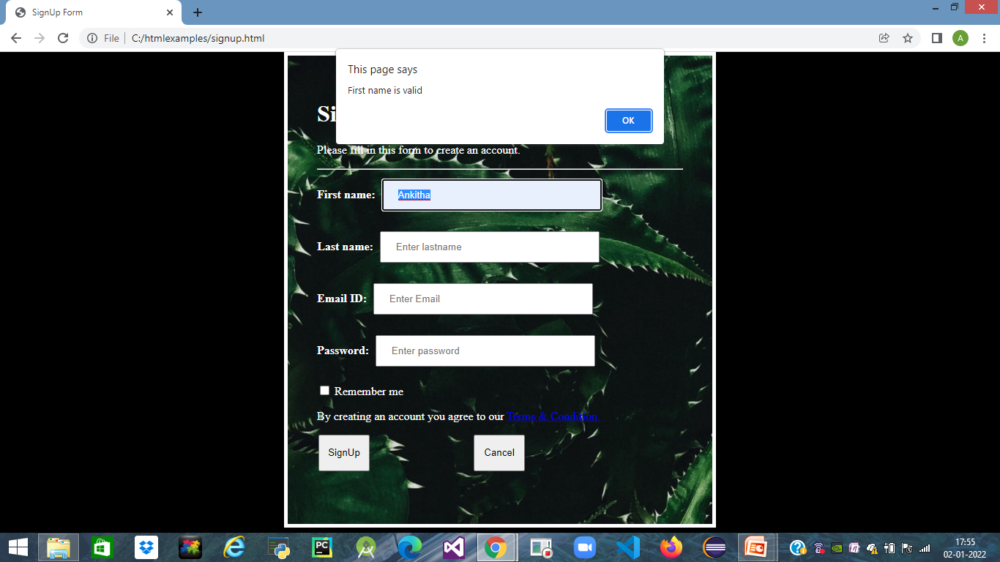 SignUp Form
File C:/htmlexamples/signup.html
A
This page says
First name is valid
OK
Si
Please fill in this form to create an account.
First name: Ankitha
Last name: Enter lastname
Email ID: Enter Email
Password: Enter password
Remember me
By creating an account you agree to our Terms & Condition
SignUp Cancel
PC
17:55
02-01-2022